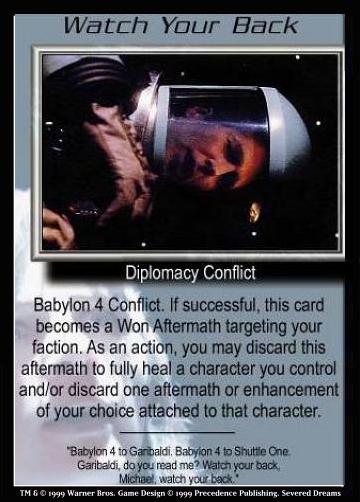 Watch Your Back
Diplomacy Conflict
Babylon 4 Conflict. If successful, this card
becomes a Won Aftermath targeting your
faction. As an action, you may discard this
aftermath to fully heal a character you control
and/or discard one aftermath or enhancement
of your choice attached to that character.
"Babylon 4 to Garibaldi. Babylon 4 to Shuttle One.
Garibaldi, do you read me? Watch your back,
Michael, watch your back."
TM & © 1999 Warner Bros. Game Design © 1999 Precedence Publishing. Severed Dreams